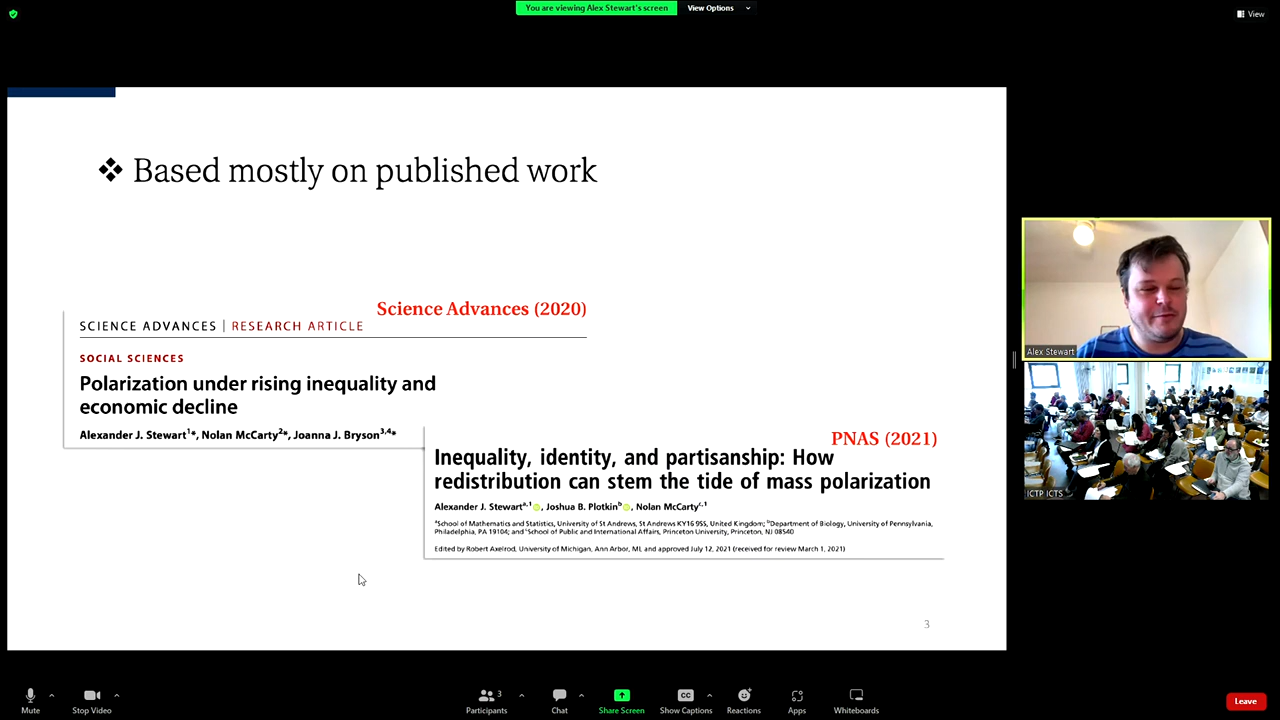 You are viewing Alex Stewart's screen
View Options
View
❖ Based mostly on published work
Science Advances (2020)
SCIENCE ADVANCES | RESEARCH ARTICLE
SOCIAL SCIENCES
Polarization under rising inequality and
economic decline
Alexander J. Stewart1*, Nolan McCarty2*, Joanna J. Bryson3,4*
PNAS (2021)
Inequality, identity, and partisanship: How
redistribution can stem the tide of mass polarization
Alexander J. Stewarta,1, Joshua B. Plotkinb, Nolan McCartyc,1
aSchool of Mathematics and Statistics, University of St Andrews, St Andrews KY16 9SS, United Kingdom; bDepartment of Biology, University of Pennsylvania,
Philadelphia, PA 19104; and cSchool of Public and International Affairs, Princeton University, Princeton, NJ 08540
Edited by Robert Axelrod, University of Michigan, Ann Arbor, MI, and approved July 12, 2021 (received for review March 1, 2021)
3
Alex Stewart
ICTP ICTS
Mute
Stop Video
3
Participants
Chat
Share Screen
CC
Show Captions
Reactions
Apps
Whiteboards
Leave